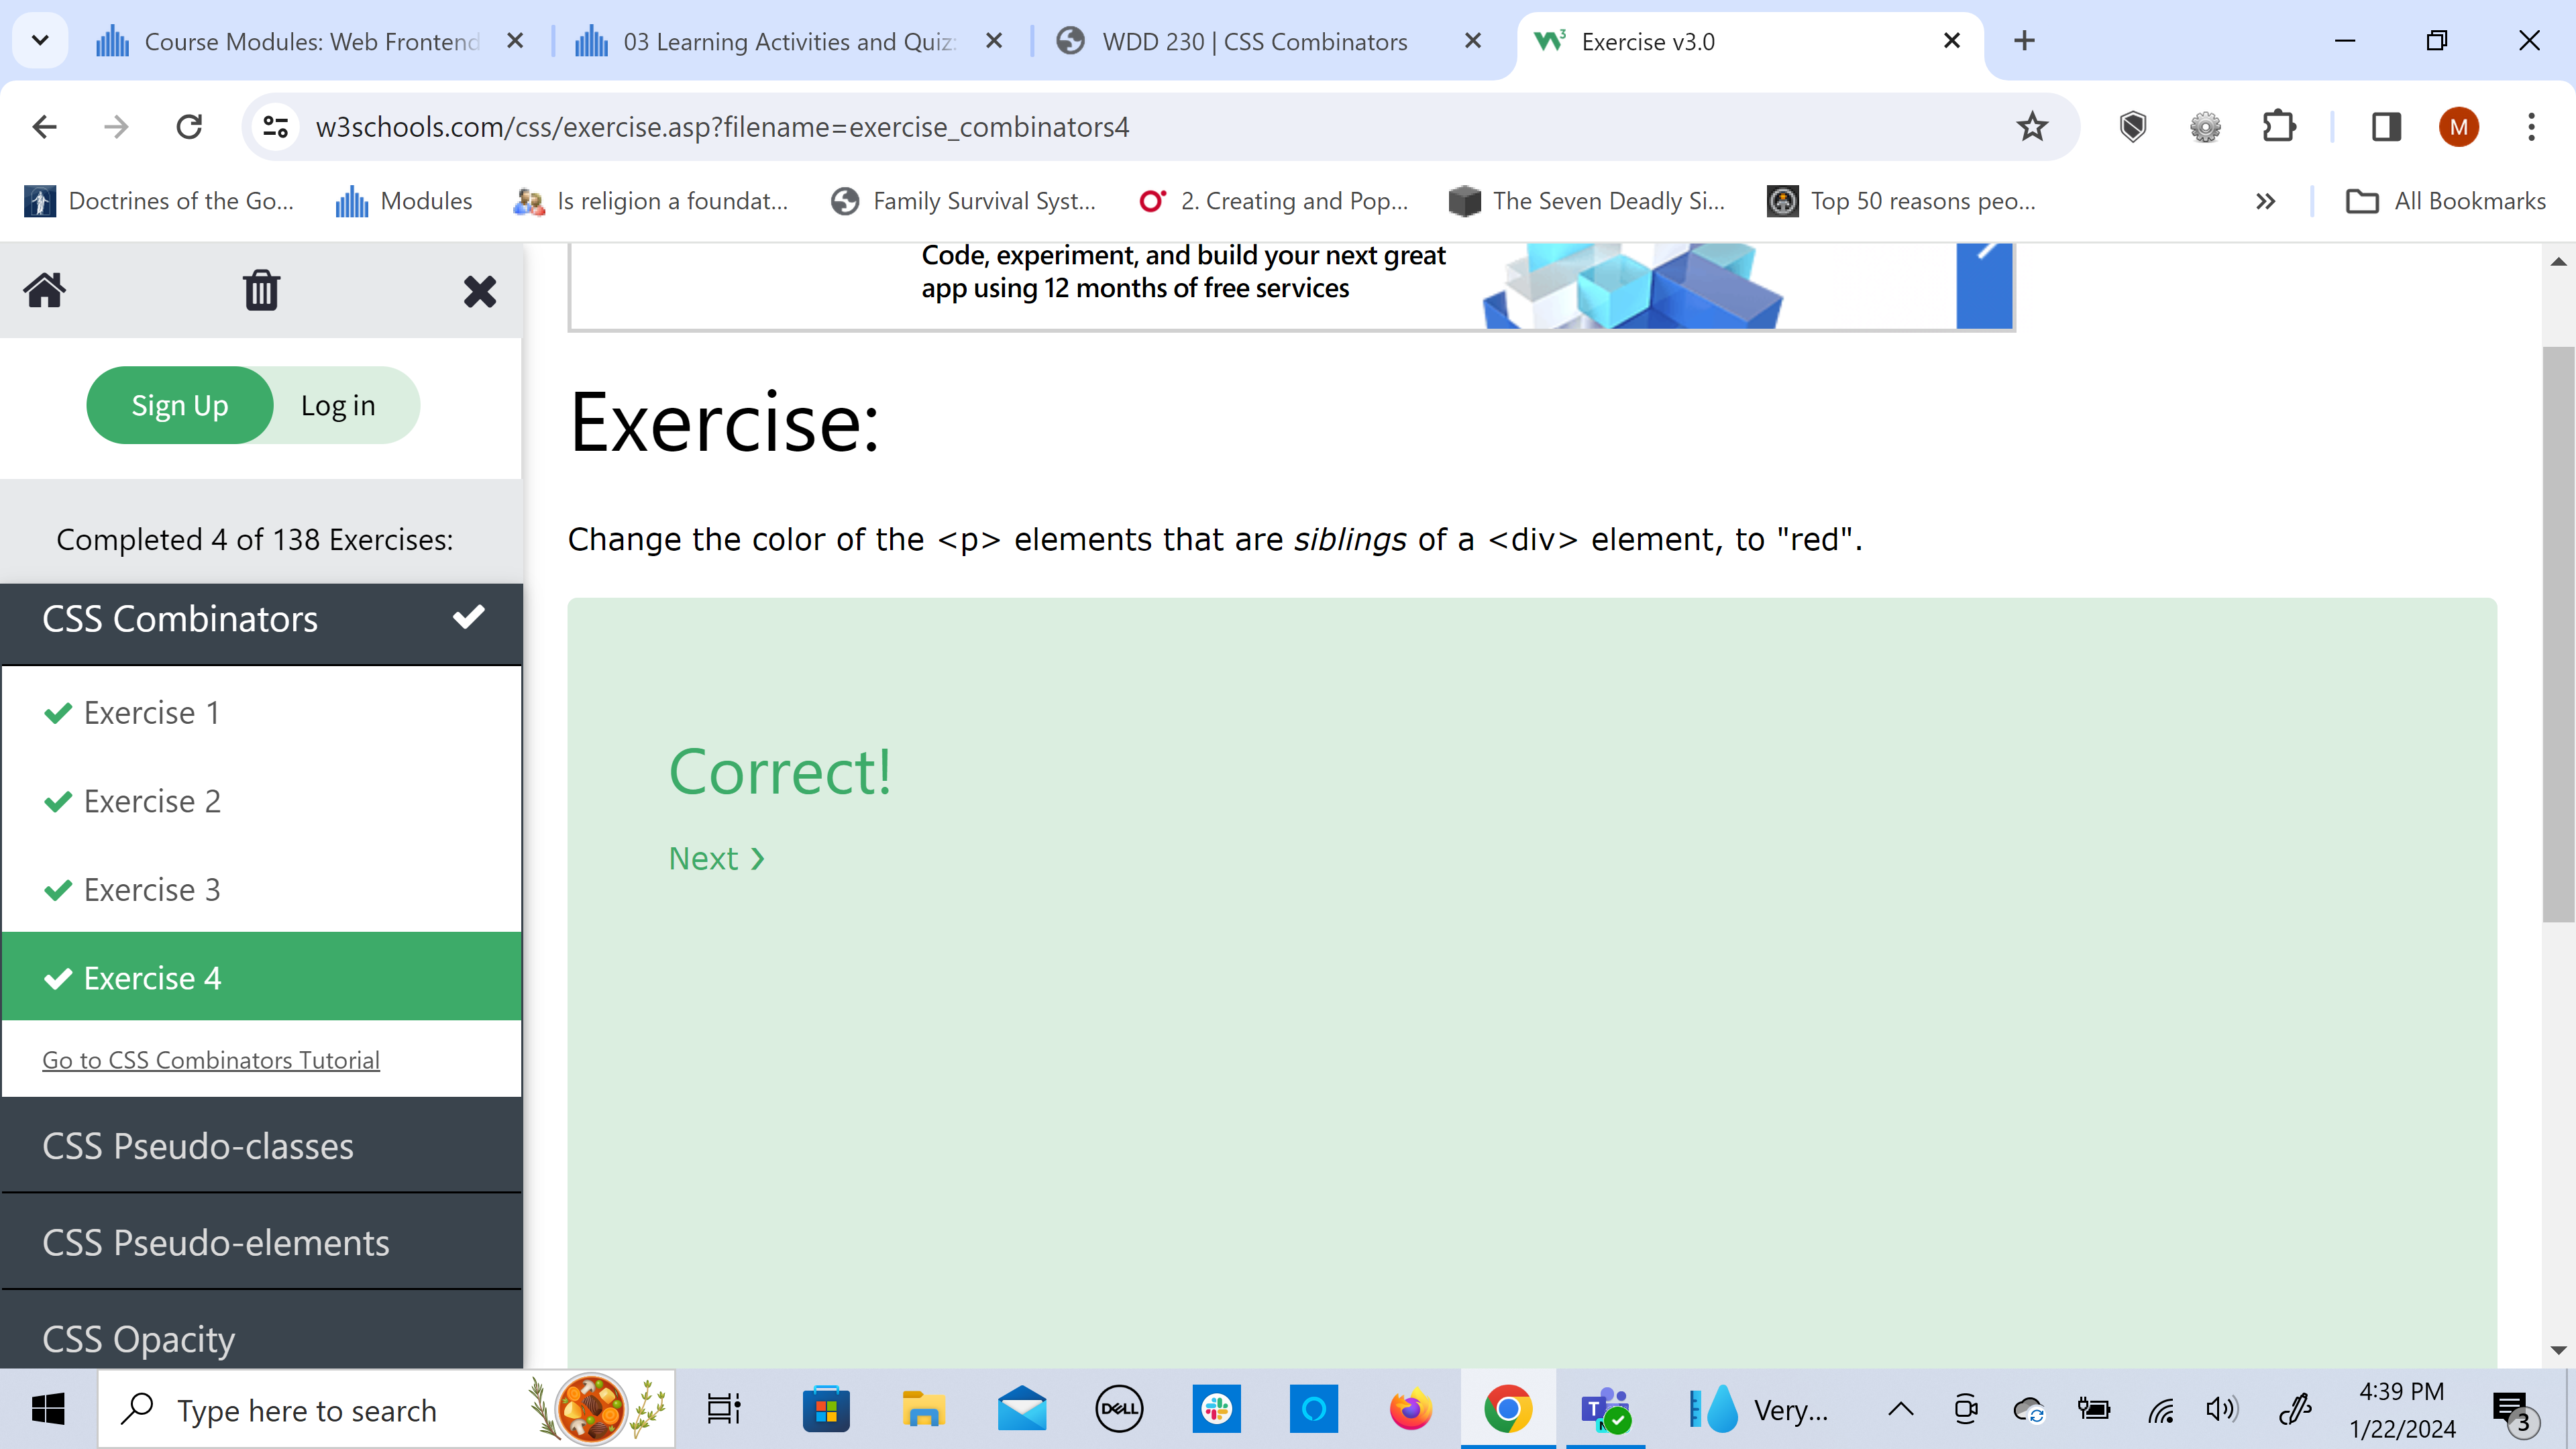 Course Modules: Web Frontend
03 Learning Activities and Quiz:
WDD 230 | CSS Combinators
Exercise v3.0
w3schools.com/css/exercise.asp?filename=exercise_combinators4
M
Doctrines of the Go...
Modules
Is religion a foundat...
Family Survival Syst...
2. Creating and Pop...
The Seven Deadly Si...
Top 50 reasons peo...
All Bookmarks
Code, experiment, and build your next great
app using 12 months of free services
Sign Up
Log in
Completed 4 of 138 Exercises:
CSS Combinators
Exercise 1
Exercise 2
Exercise 3
Exercise 4
Go to CSS Combinators Tutorial
CSS Pseudo-classes
CSS Pseudo-elements
CSS Opacity
Exercise:
Change the color of the <p> elements that are siblings of a <div> element, to "red".
Correct!
Next ❯
Type here to search
DELL
Very...
4:39 PM
1/22/2024
3